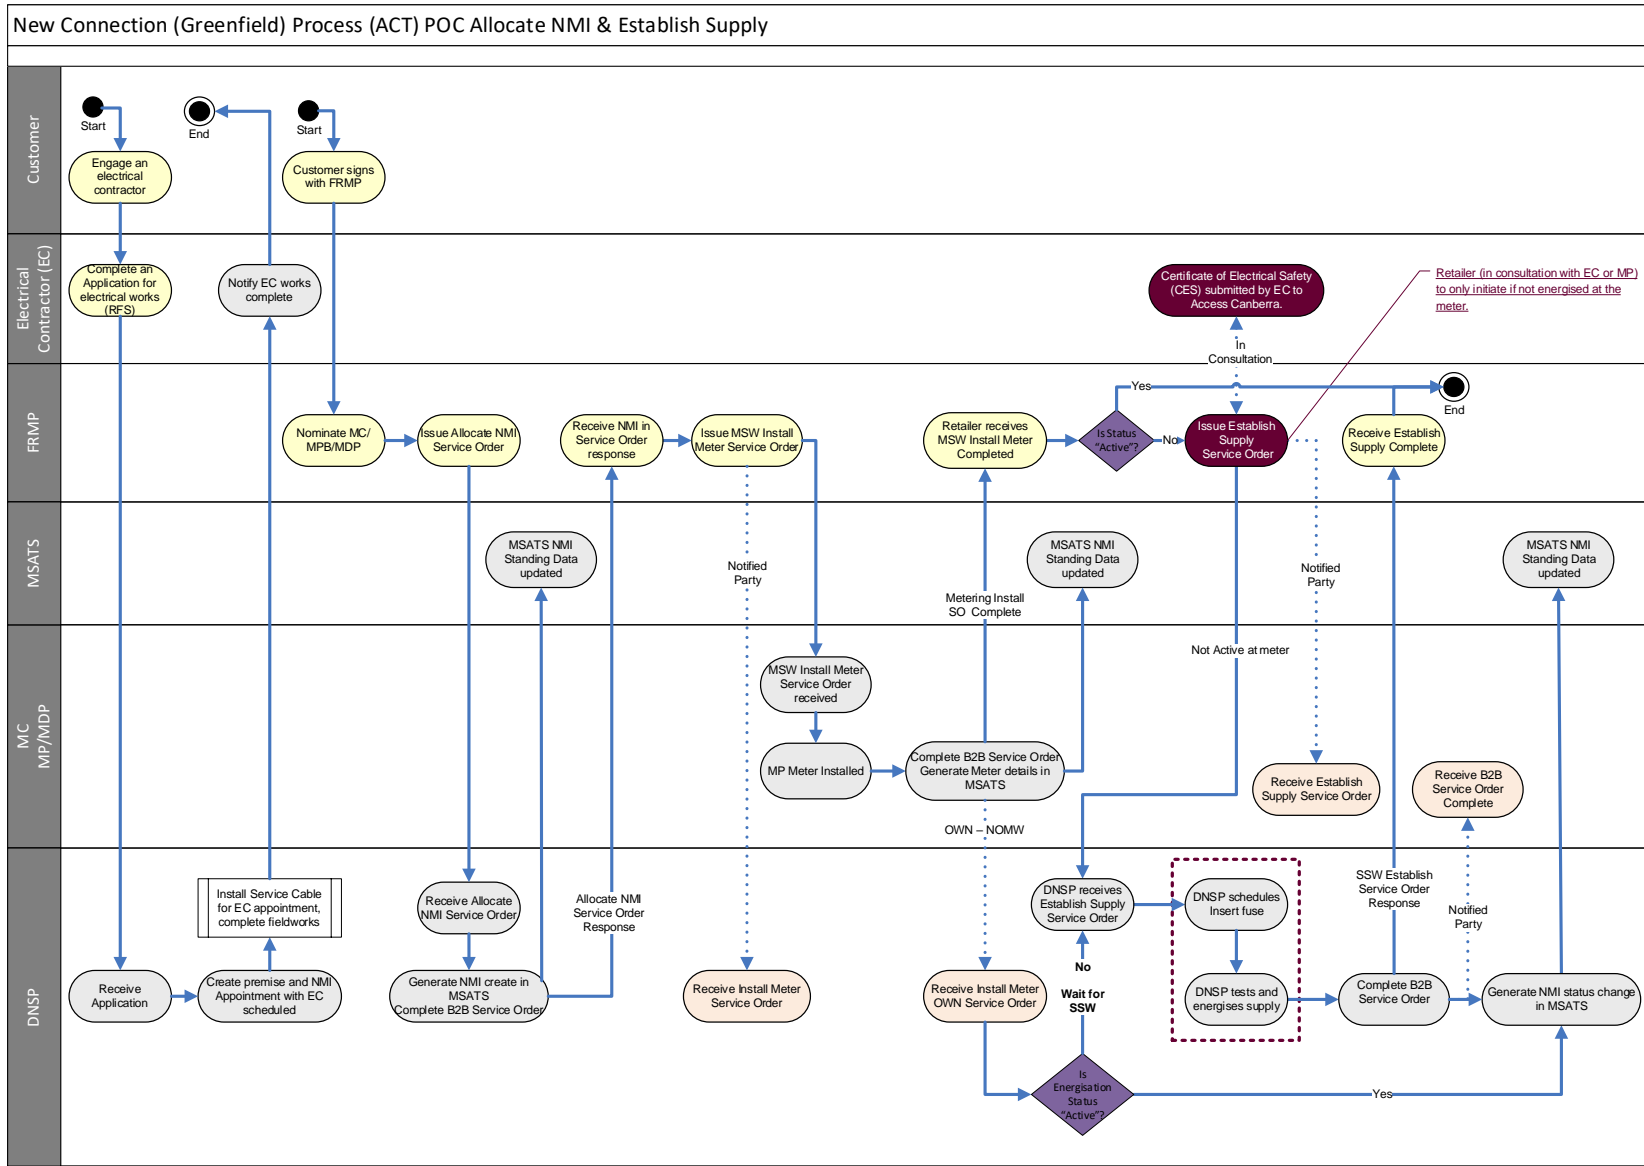 New Connection (Greenfield) Process (ACT) POC Allocate NMI & Establish Supply
Customer
Start
End
Start
Engage an
electrical
contractor
Customer signs
with FRMP
Electrical
Contractor (EC)
Complete an
Application for
electrical works
(RFS)
Notify EC works
complete
Certificate of Electrical Safety
(CES) submitted by EC to
Access Canberra.
Retailer (in consultation with EC or MP)
to only initiate if not energised at the
meter.
In
Consultation
FRMP
Nominate MC/
MPB/MDP
Issue Allocate NMI
Service Order
Receive NMI in
Service Order
response
Issue MSW Install
Meter Service Order
Retailer receives
MSW Install Meter
Completed
Is Status
"Active"?
Yes
No
Issue Establish
Supply
Service Order
Receive Establish
Supply Complete
End
MSATS
MSATS NMI
Standing Data
updated
Notified
Party
Metering Install
SO Complete
MSATS NMI
Standing Data
updated
Notified
Party
MSATS NMI
Standing Data
updated
MC
MP/MDP
MSW Install Meter
Service Order
received
MP Meter Installed
Complete B2B Service Order
Generate Meter details in
MSATS
OWN – NOMW
Not Active at meter
Receive Establish
Supply Service Order
Receive B2B
Service Order
Complete
DNSP
Install Service Cable
for EC appointment,
complete fieldworks
Receive
Application
Create premise and NMI
Appointment with EC
scheduled
Receive Allocate
NMI Service Order
Generate NMI create in
MSATS
Complete B2B Service Order
Allocate NMI
Service Order
Response
Receive Install Meter
Service Order
Receive Install Meter
OWN Service Order
DNSP receives
Establish Supply
Service Order
No
Wait for
SSW
Is
Energisation
Status
"Active"?
Yes
DNSP schedules
Insert fuse
DNSP tests and
energises supply
Complete B2B
Service Order
SSW Establish
Service Order
Response
Notified
Party
Generate NMI status change
in MSATS